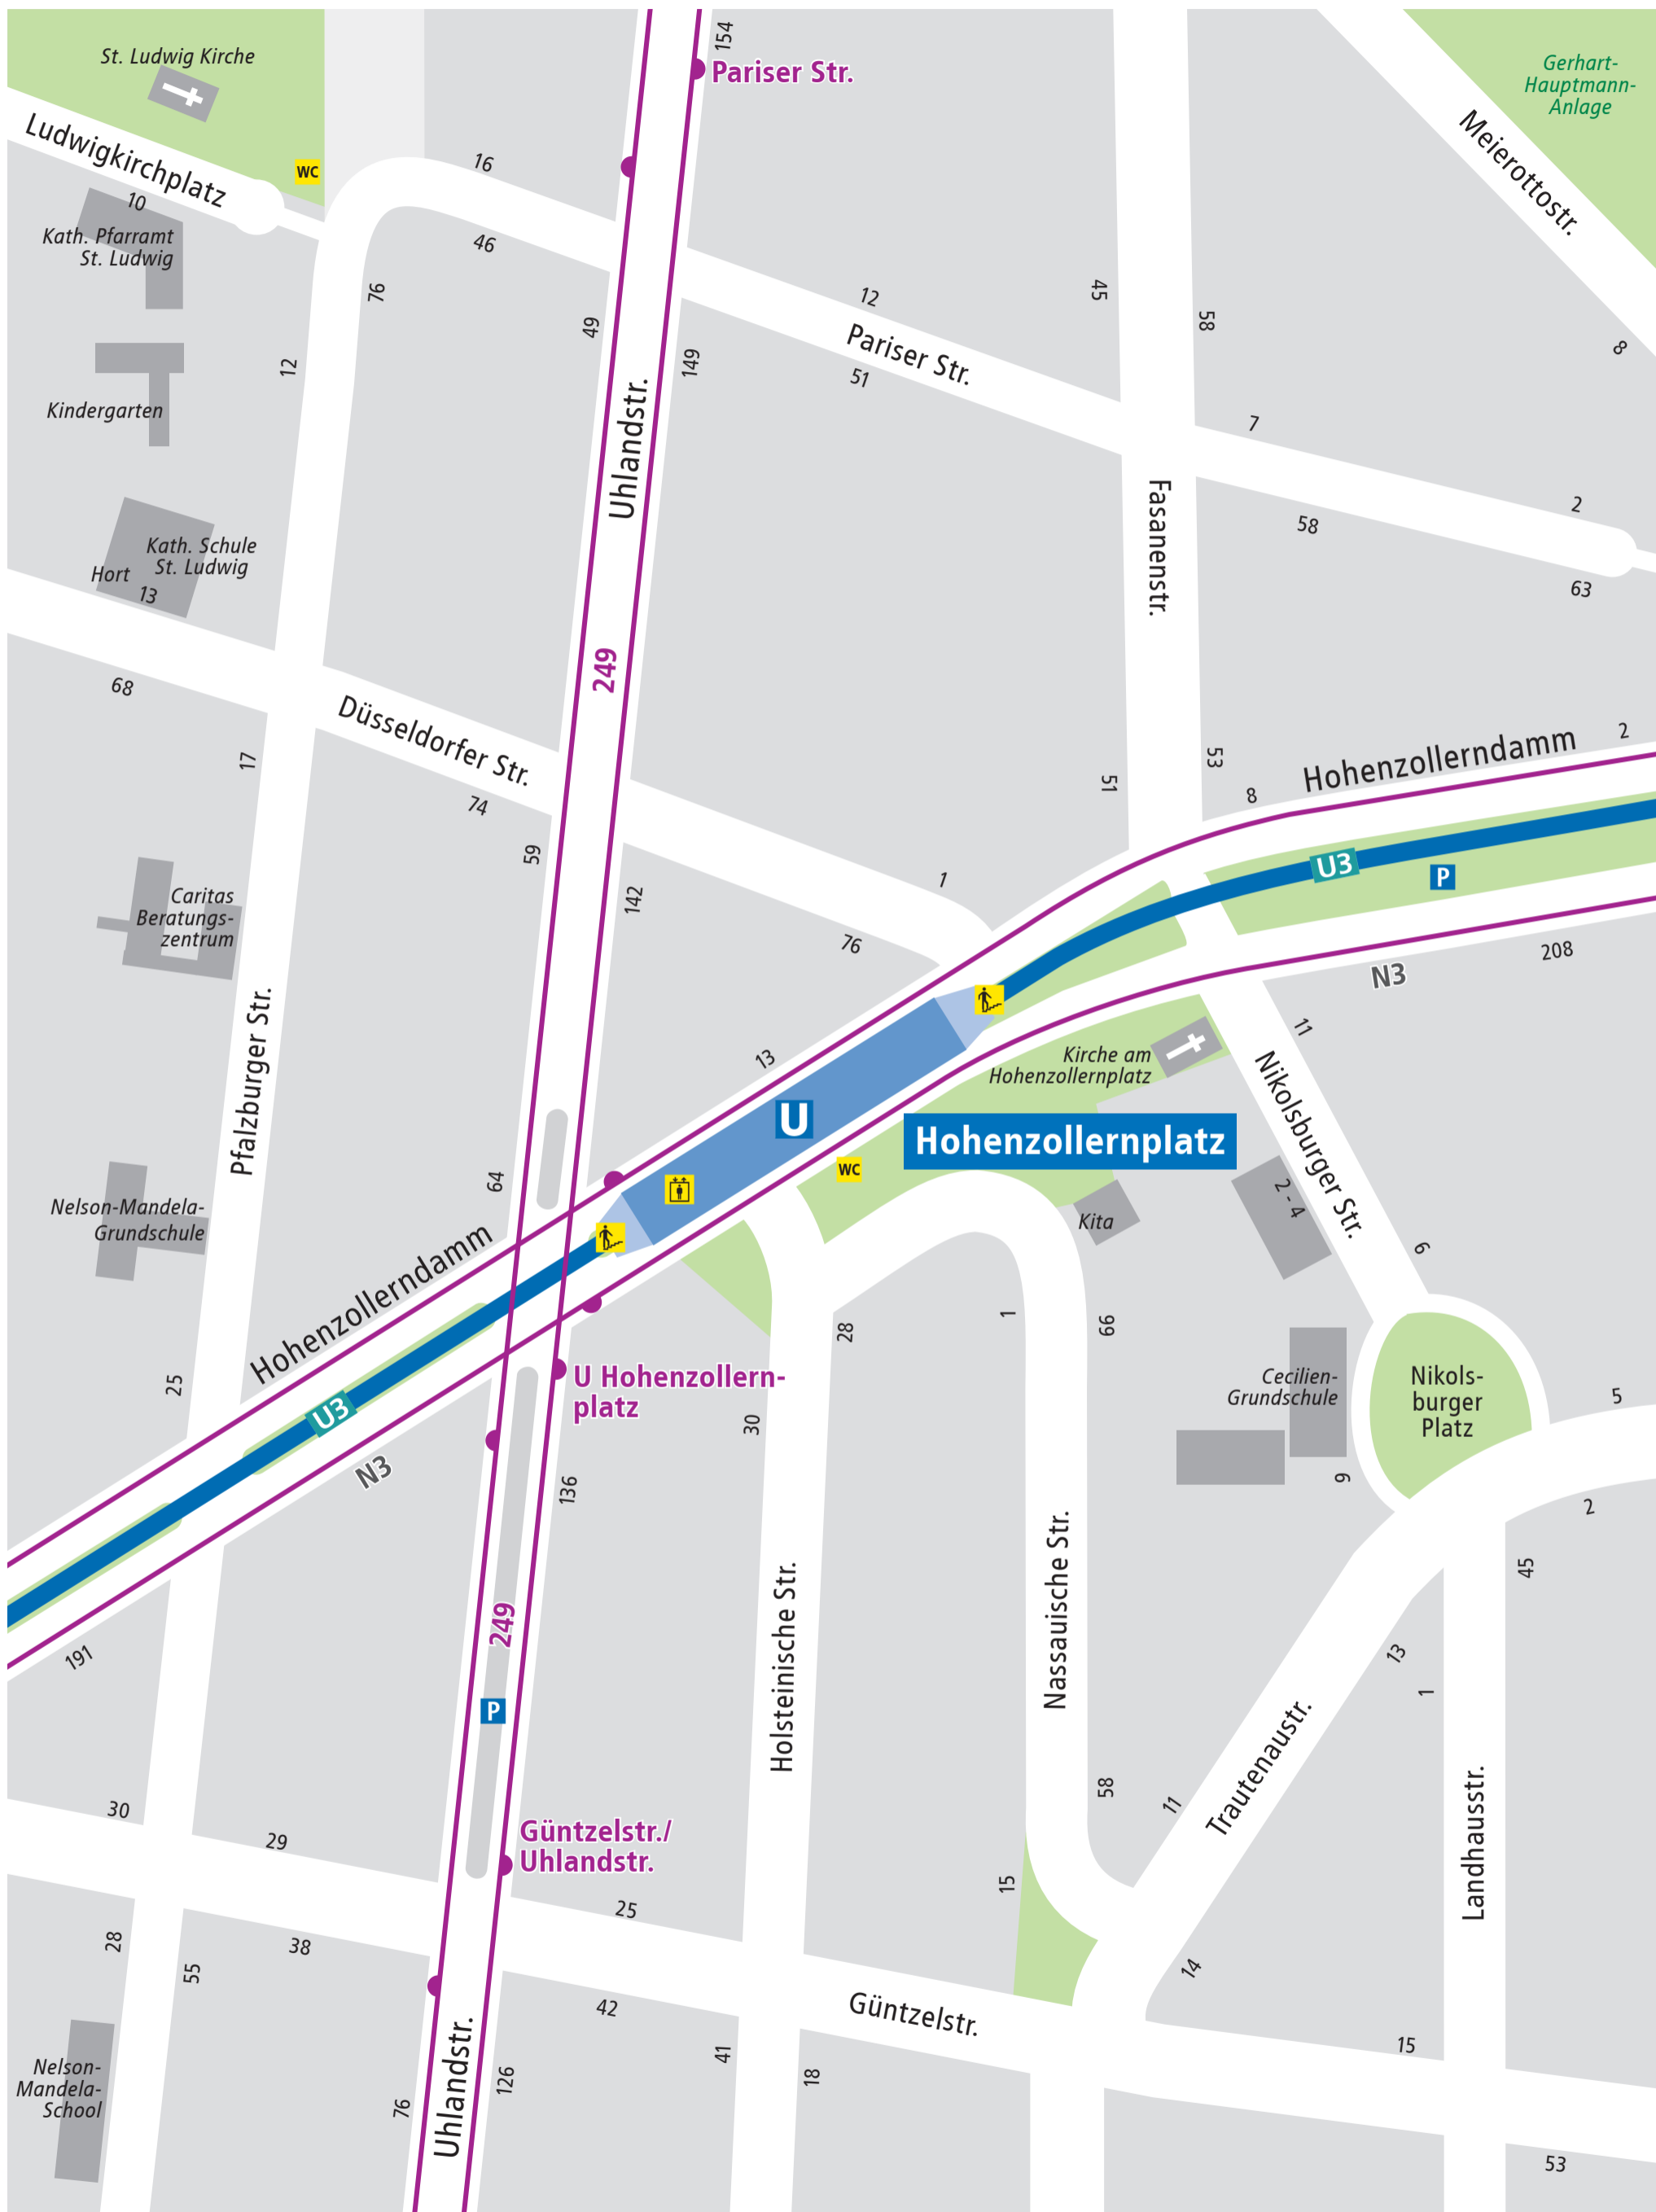 154
Pariser Str.
St. Ludwig Kirche
Gerhart-
Hauptmann-
Anlage
Ludwigkirchplatz
WC
16
Meierottostr.
10
Kath. Pfarramt
St. Ludwig
46
76
12
45
58
49
149
12
Pariser Str.
51
8
Kindergarten
Uhlandstr.
7
2
58
63
Fasanenstr.
Kath. Schule
St. Ludwig
Hort
13
249
68
Düsseldorfer Str.
74
17
59
142
1
76
51
53
8
Hohenzollerndamm
2
U3
P
208
N3
Caritas
Beratungs-
zentrum
Pfalzburger Str.
13
Kirche am
Hohenzollernplatz
11
Nikolsburger Str.
U
Hohenzollernplatz
WC
64
Nelson-Mandela-
Grundschule
Kita
2 - 4
6
Hohenzollerndamm
28
1
66
U Hohenzollern-
platz
25
U3
N3
30
136
Cecilien-
Grundschule
Nikols-
burger
Platz
5
9
2
45
191
249
P
Holsteinische Str.
Nassauische Str.
13
1
58
11
Trautenaustr.
Landhausstr.
30
29
Güntzelstr./
Uhlandstr.
25
15
28
38
55
42
14
Güntzelstr.
15
41
18
Nelson-
Mandela-
School
76
Uhlandstr.
126
53